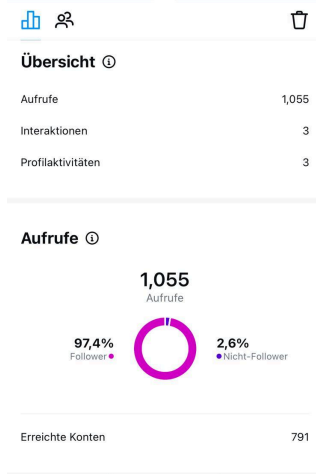 Übersicht
Aufrufe 1,055
Interaktionen 3
Profilaktivitäten 3
Aufrufe
1,055
Aufrufe
97,4% 2,6%
Follower Nicht-Follower
Erreichte Konten 791